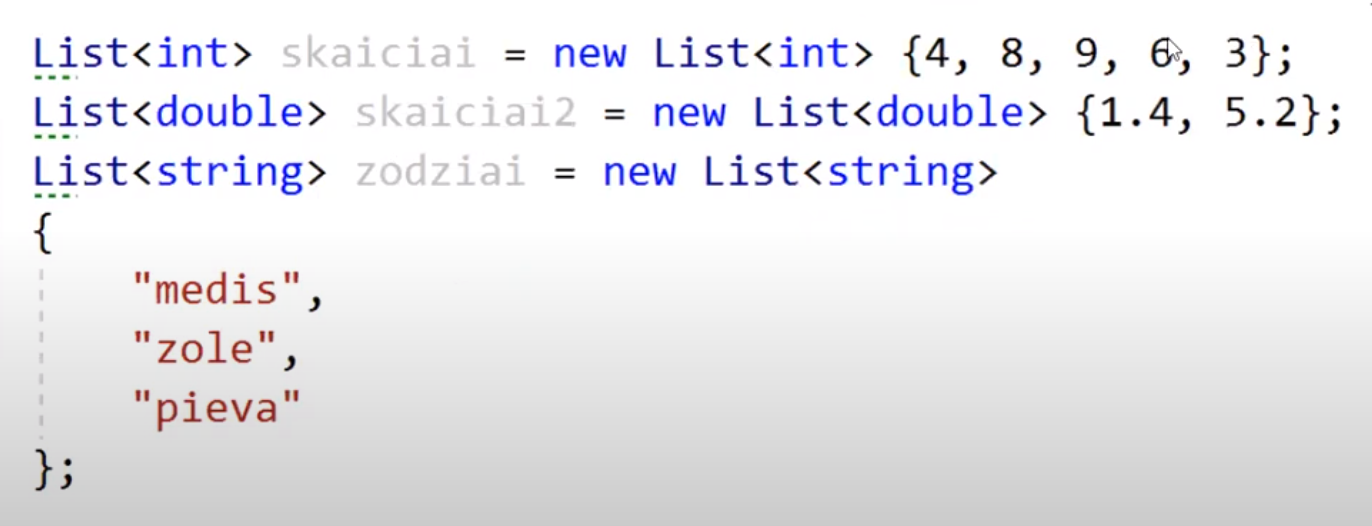 List<int> skaiciai = new List<int> {4, 8, 9, 6, 3};
List<double> skaiciai2 = new List<double> {1.4, 5.2};
List<string> zodziai = new List<string>
{
"medis",
"zole",
"pieva"
};